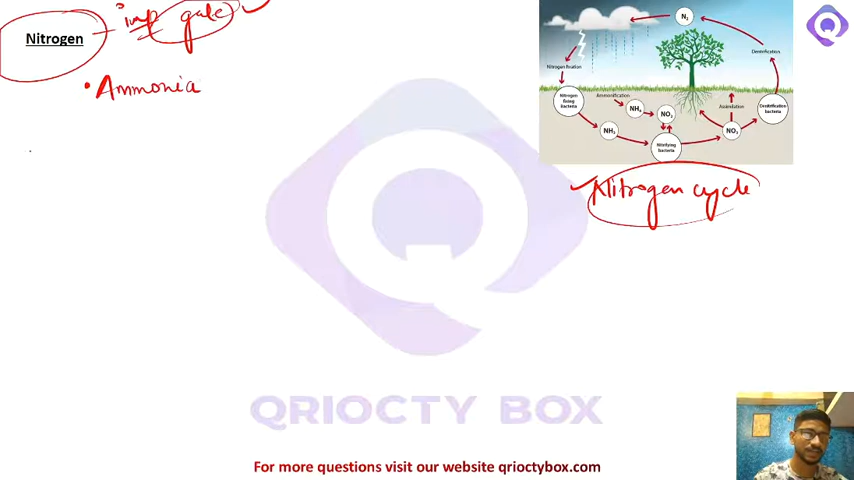 Nitrogen
imp gate
• Ammonia
N2
Denitrification
Nitrogen fixation
Nitrogen fixing bacteria
Ammonification
NH4
NO2
NH3
Nitrifying bacteria
Assimilation
NO3
Denitrification bacteria
Nitrogen cycle
QRIOCTY BOX
For more questions visit our website qrioctybox.com